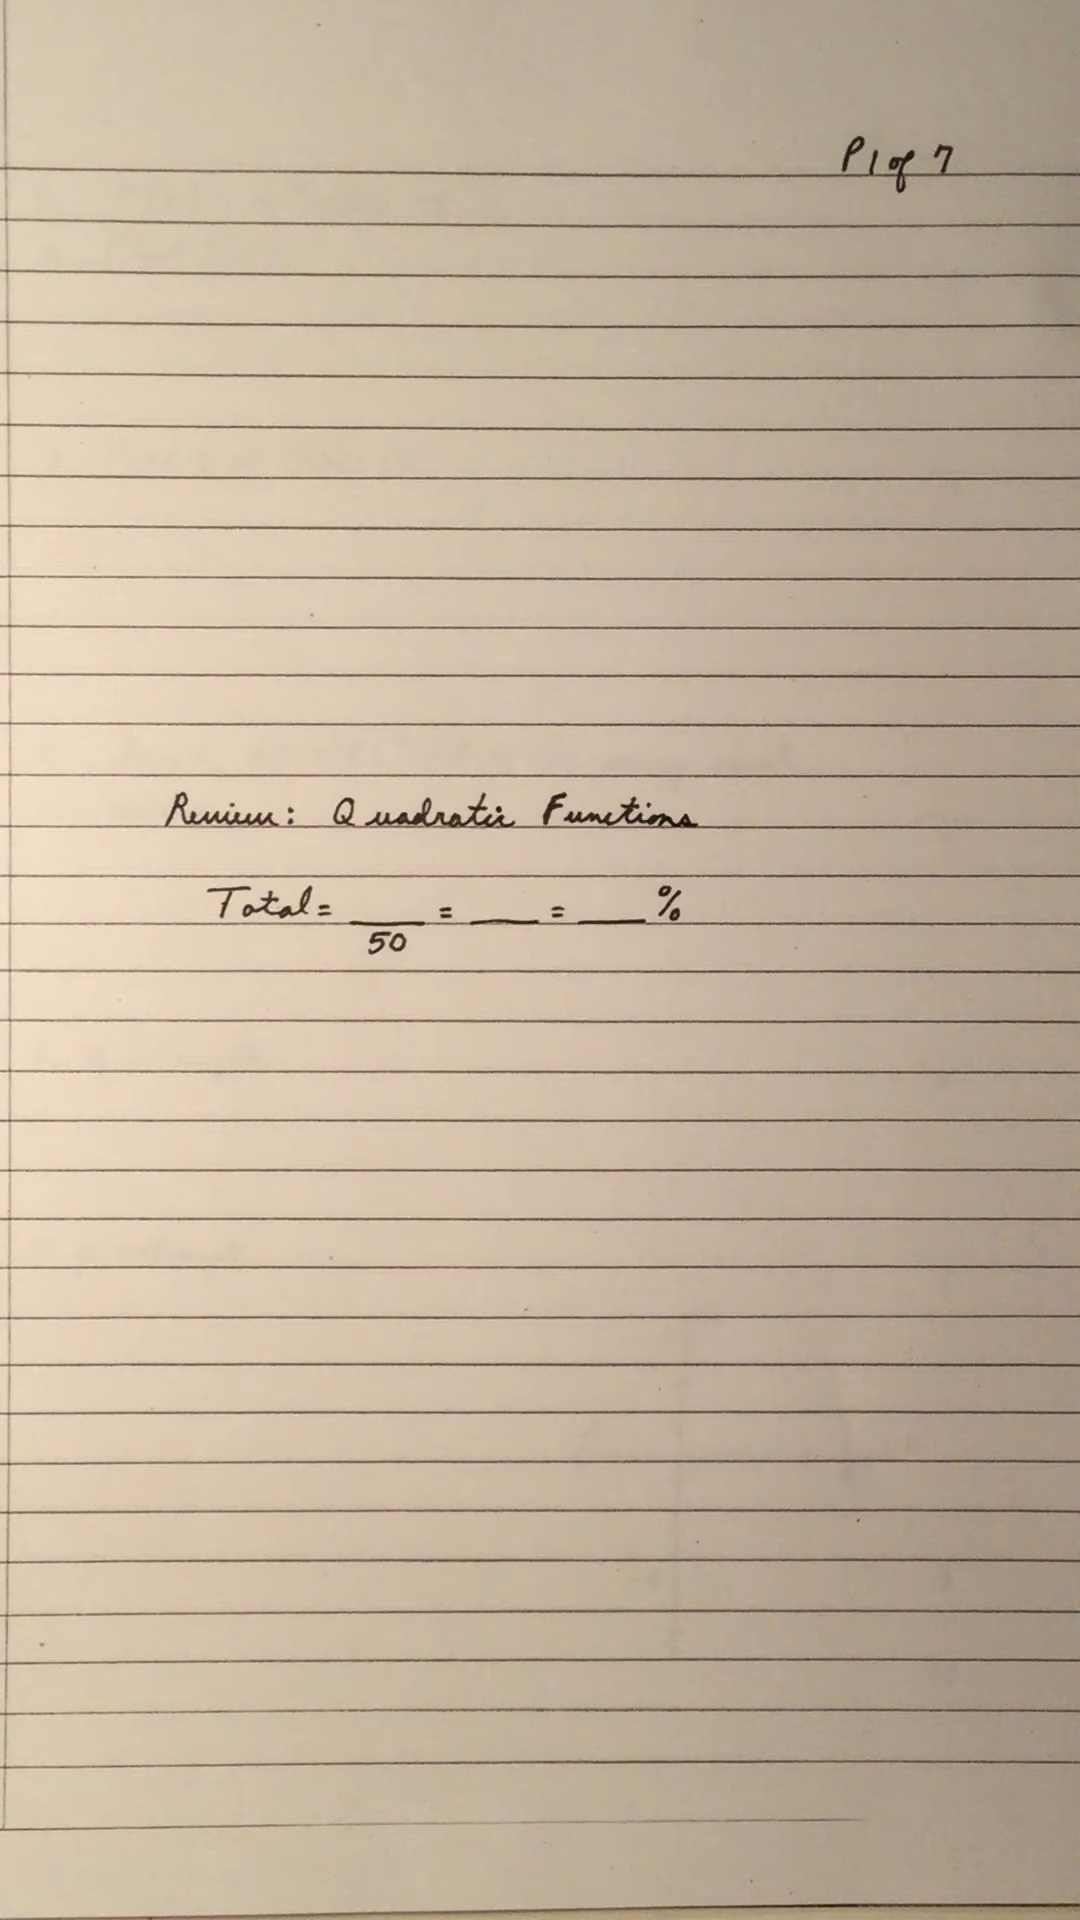 P1 of 7
Review: Quadratic Functions
Total = ___ = ___ = ___ %
50